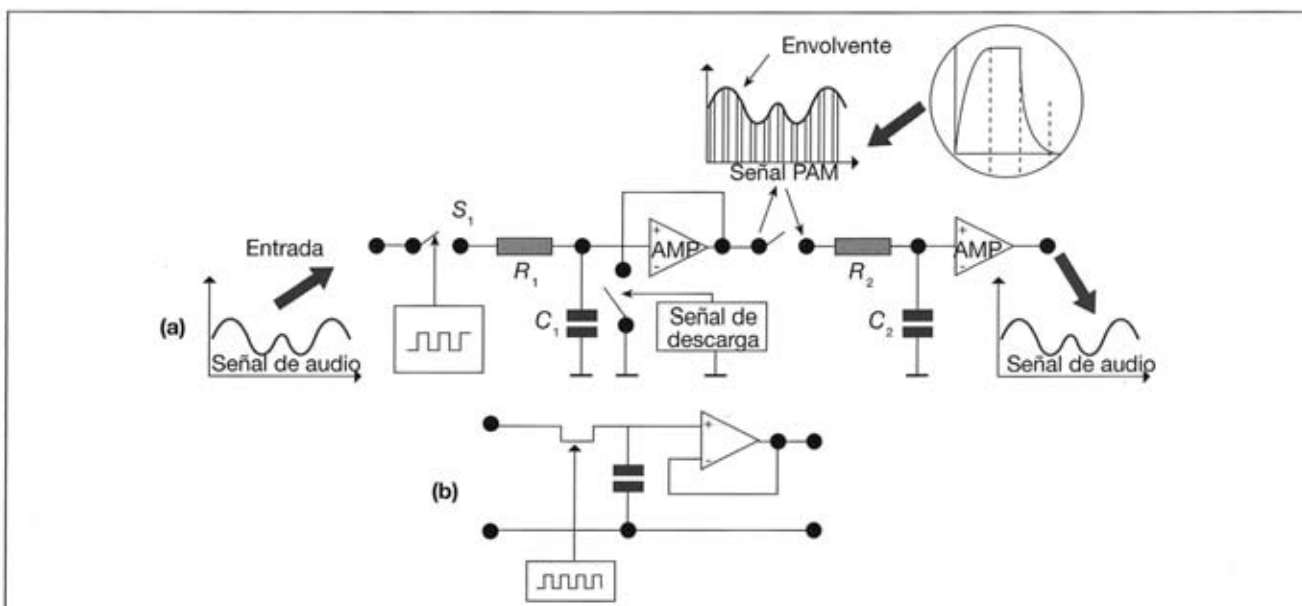 Envolvente
Señal PAM
S₁
Entrada
AMP
AMP
R₁
R₂
C₁
Señal de
descarga
C₂
(a)
Señal de audio
Señal de audio
+
-
+
-
+
-
(b)